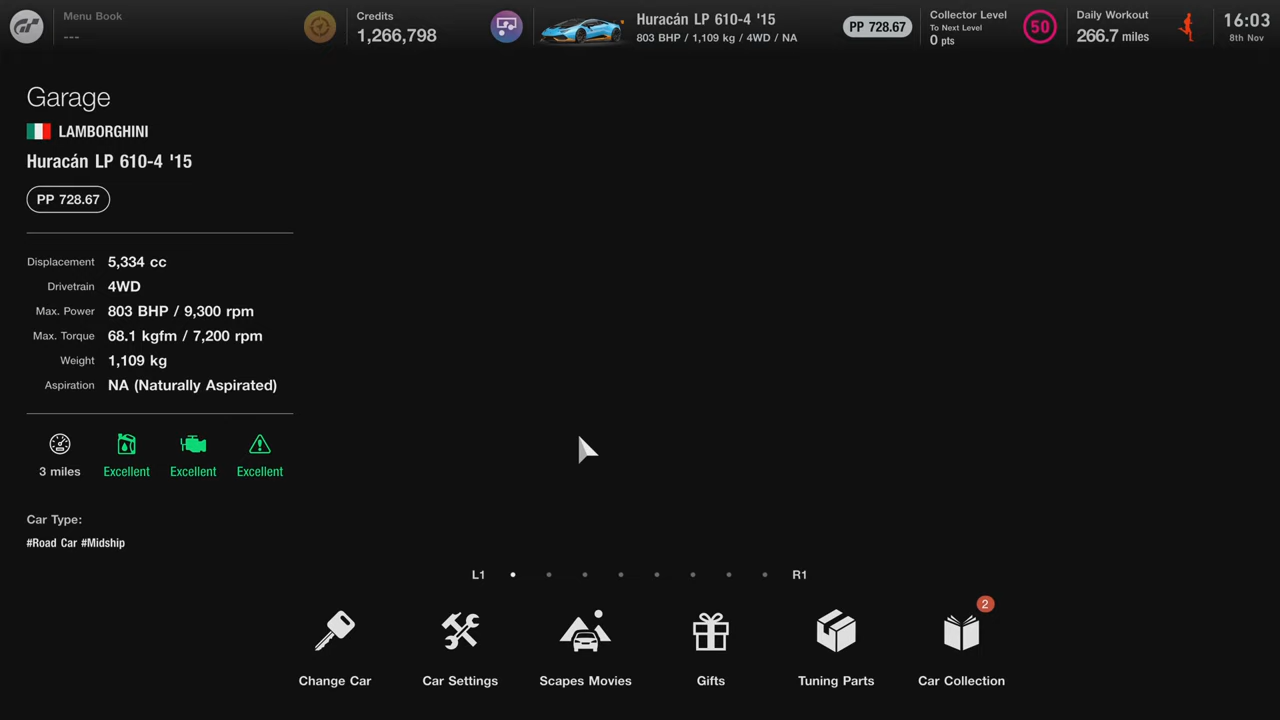 Menu Book
---
Credits
1,266,798
Huracán LP 610-4 '15
803 BHP / 1,109 kg / 4WD / NA
PP 728.67
Collector Level
To Next Level
0 pts
50
Daily Workout
266.7 miles
16:03
8th Nov
Garage
LAMBORGHINI
Huracán LP 610-4 '15
PP 728.67
Displacement 5,334 cc
Drivetrain 4WD
Max. Power 803 BHP / 9,300 rpm
Max. Torque 68.1 kgfm / 7,200 rpm
Weight 1,109 kg
Aspiration NA (Naturally Aspirated)
3 miles Excellent Excellent Excellent
Car Type:
#Road Car #Midship
L1 R1
2
Change Car Car Settings Scapes Movies Gifts Tuning Parts Car Collection